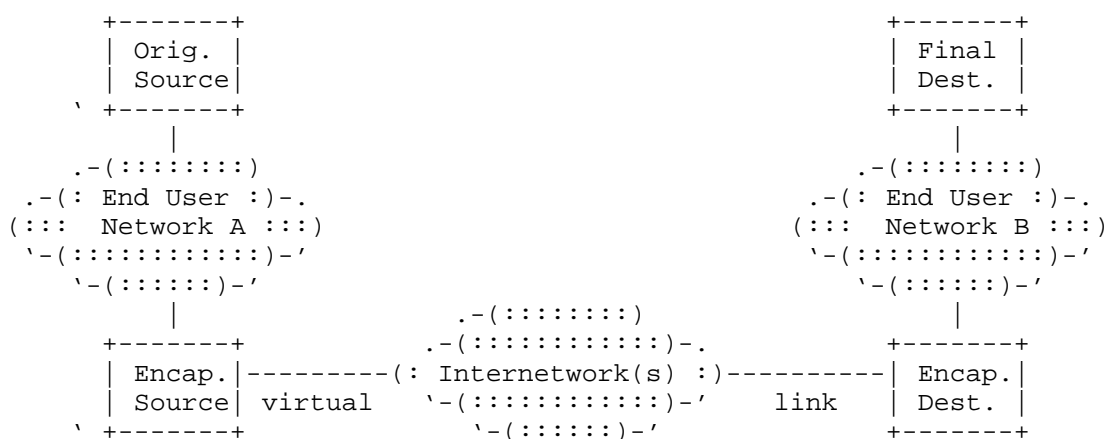 +-------+ +-------+
| Orig. | | Final |
| Source| | Dest. |
` +-------+ +-------+
| |
.-(::::::::) .-(::::::::)
.-(: End User :)-. .-(: End User :)-.
(::: Network A :::) (::: Network B :::)
`-(::::::::::::)-' `-(::::::::::::)-'
`-(::::::)-' `-(::::::)-'
| .-(::::::::) |
+-------+ .-(::::::::::::)-. +-------+
| Encap.|---------(: Internetwork(s) :)----------| Encap.|
| Source| virtual `-(::::::::::::)-' link | Dest. |
` +-------+ `-(::::::)-' +-------+